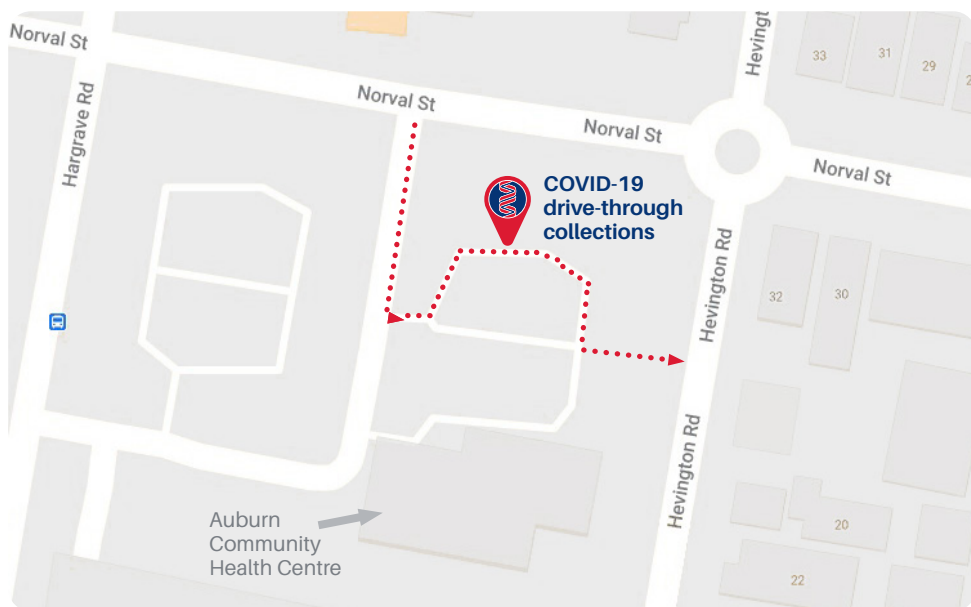 Norval St
Hargrave Rd
Norval St
Norval St
Norval St
Hevingt
33
31
29
2
COVID-19
drive-through
collections
Hevington Rd
32
30
Hevington Rd
20
22
Auburn
Community
Health Centre